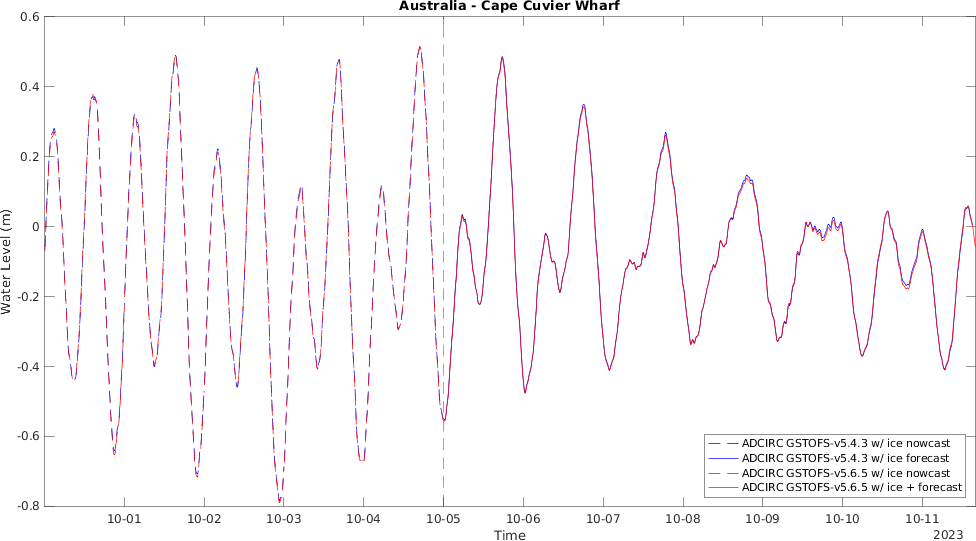 Australia - Cape Cuvier Wharf
0.6
0.4
0.2
0
-0.2
-0.4
-0.6
-0.8
Water Level (m)
ADCIRC GSTOFS-v5.4.3 w/ ice nowcast
ADCIRC GSTOFS-v5.4.3 w/ ice forecast
ADCIRC GSTOFS-v5.6.5 w/ ice nowcast
ADCIRC GSTOFS-v5.6.5 w/ ice + forecast
10-01 10-02 10-03 10-04 10-05 10-06 10-07 10-08 10-09 10-10 10-11
Time
2023